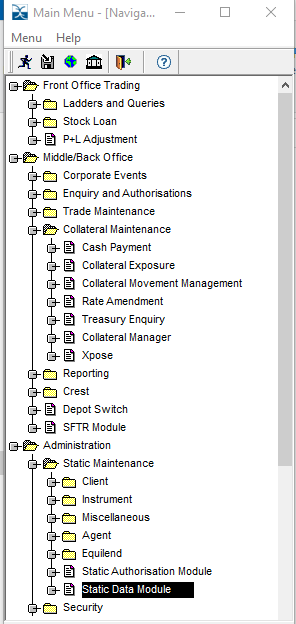 Main Menu - [Naviga...
Menu Help
Front Office Trading
Ladders and Queries
Stock Loan
P+L Adjustment
Middle/Back Office
Corporate Events
Enquiry and Authorisations
Trade Maintenance
Collateral Maintenance
Cash Payment
Collateral Exposure
Collateral Movement Management
Rate Amendment
Treasury Enquiry
Collateral Manager
Xpose
Reporting
Crest
Depot Switch
SFTR Module
Administration
Static Maintenance
Client
Instrument
Miscellaneous
Agent
Equilend
Static Authorisation Module
Static Data Module
Security